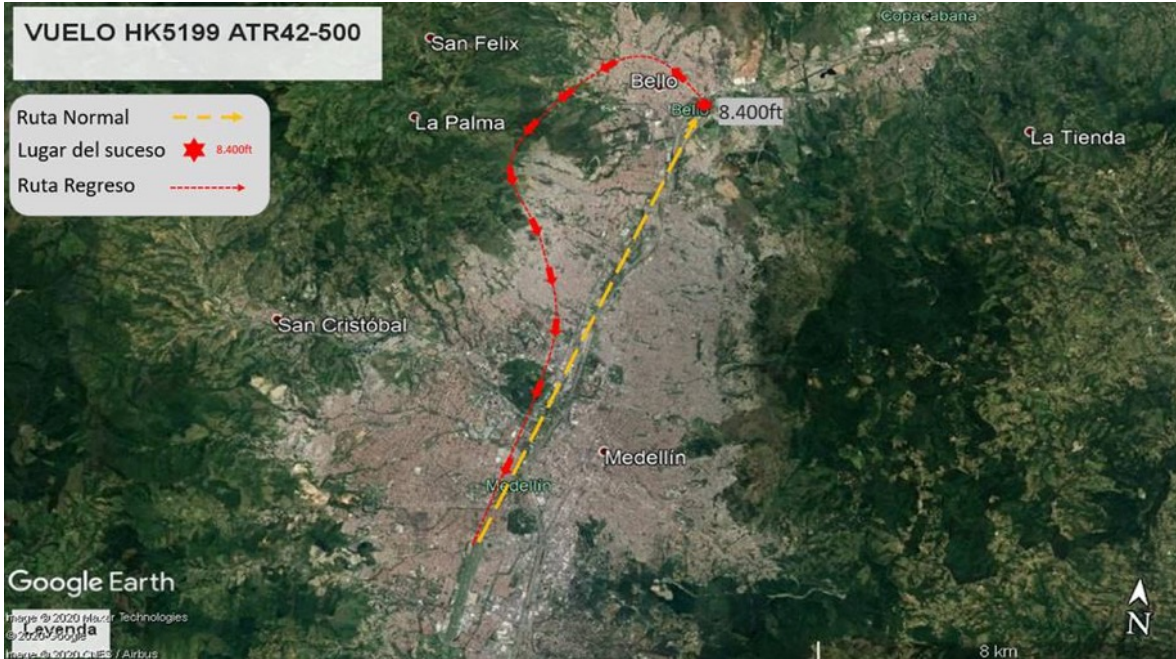 VUELO HK5199 ATR42-500
Ruta Normal
Lugar del suceso 8.400ft
Ruta Regreso
Copacabana
San Felix
Bello
Bello
8.400ft
La Palma
La Tienda
San Cristóbal
Medellín
Medellín
Google Earth
Image © 2020 Maxar Technologies
© 2020 Google
Image © 2020 CNES / Airbus
Leyenda
N
8 km